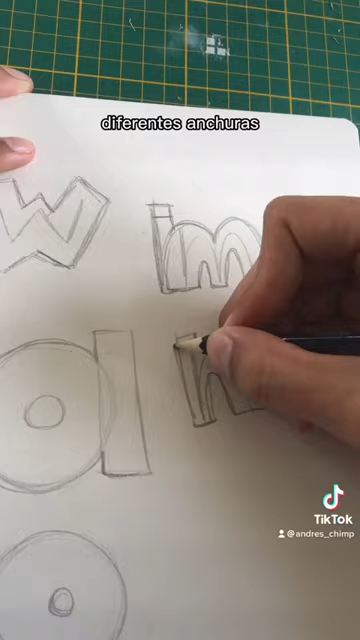 diferentes anchuras
w m
a
TikTok
@andres_chimp